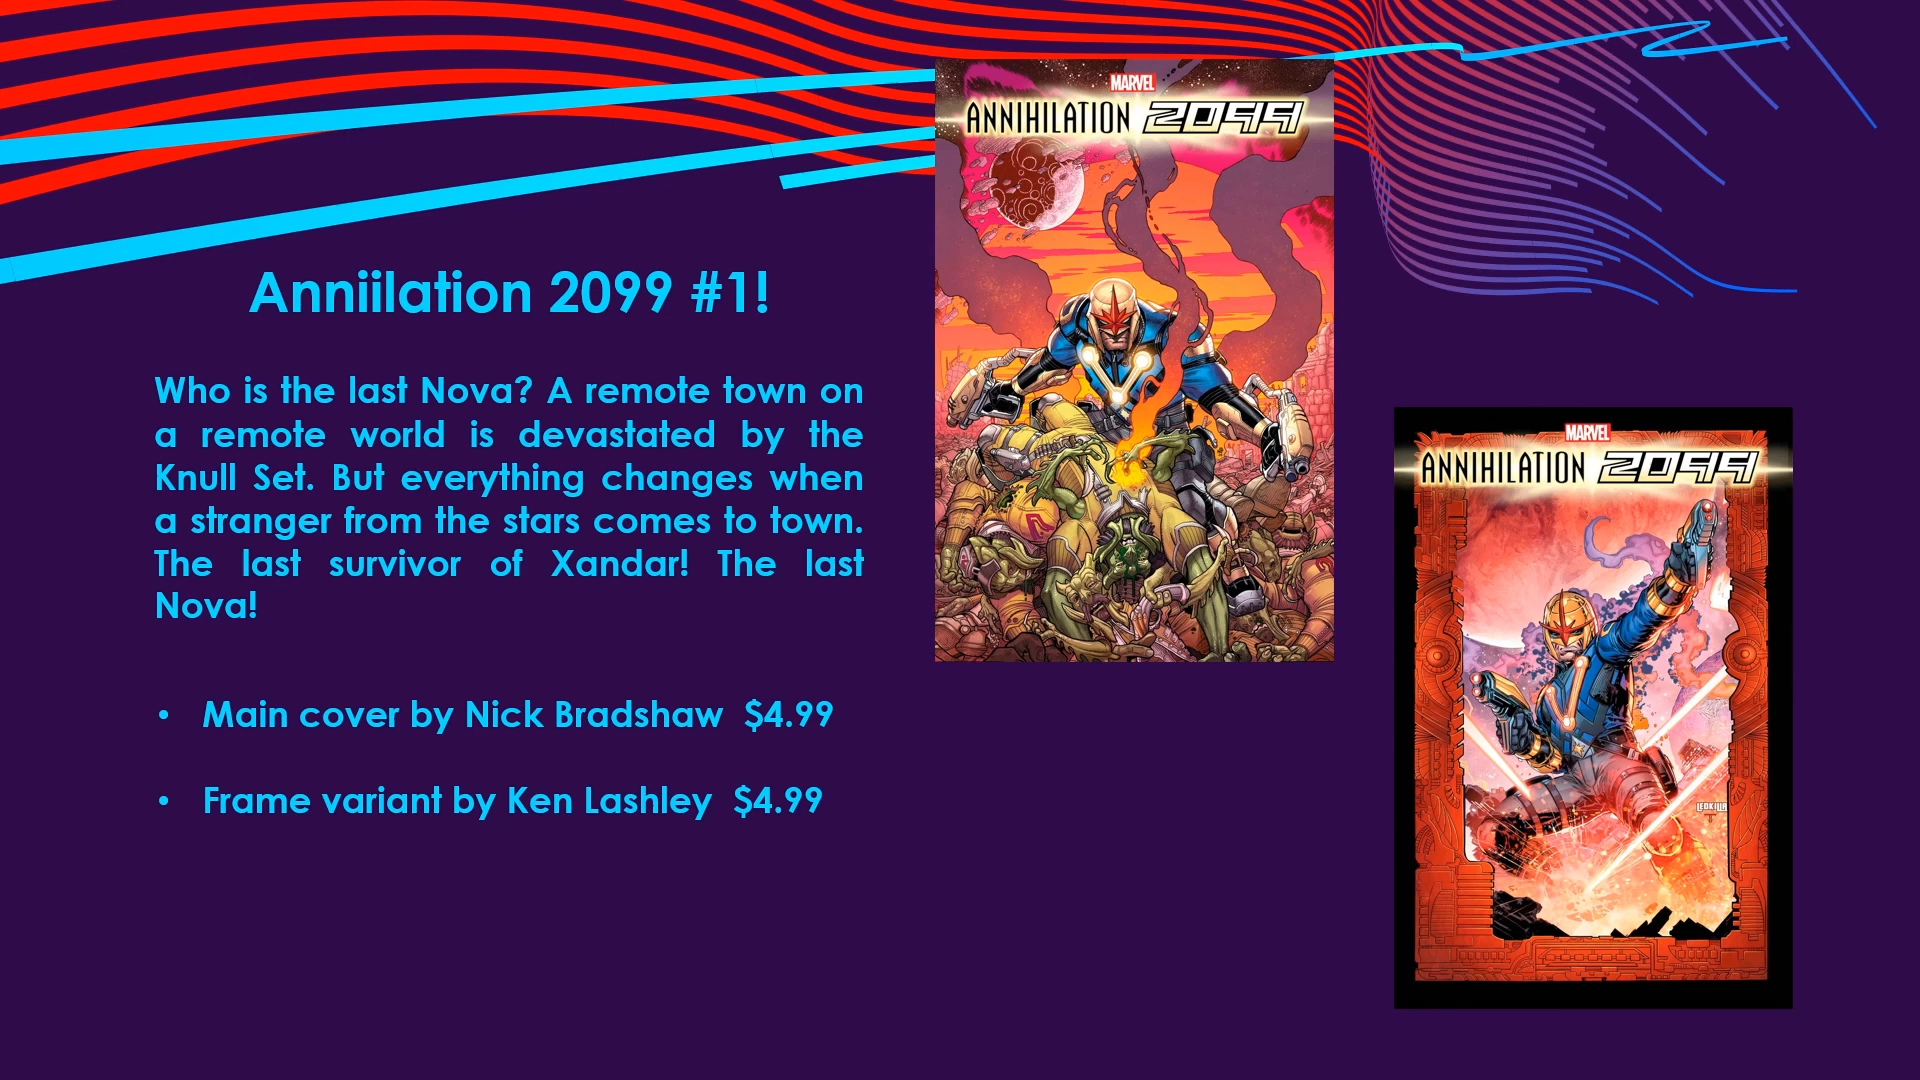 MARVEL
ANNIHILATION 2099
Anniilation 2099 #1!
Who is the last Nova? A remote town on
a remote world is devastated by the
Knull Set. But everything changes when
a stranger from the stars comes to town.
The last survivor of Xandar! The last
Nova!
• Main cover by Nick Bradshaw $4.99
• Frame variant by Ken Lashley $4.99
MARVEL
ANNIHILATION 2099
LEDKILLA